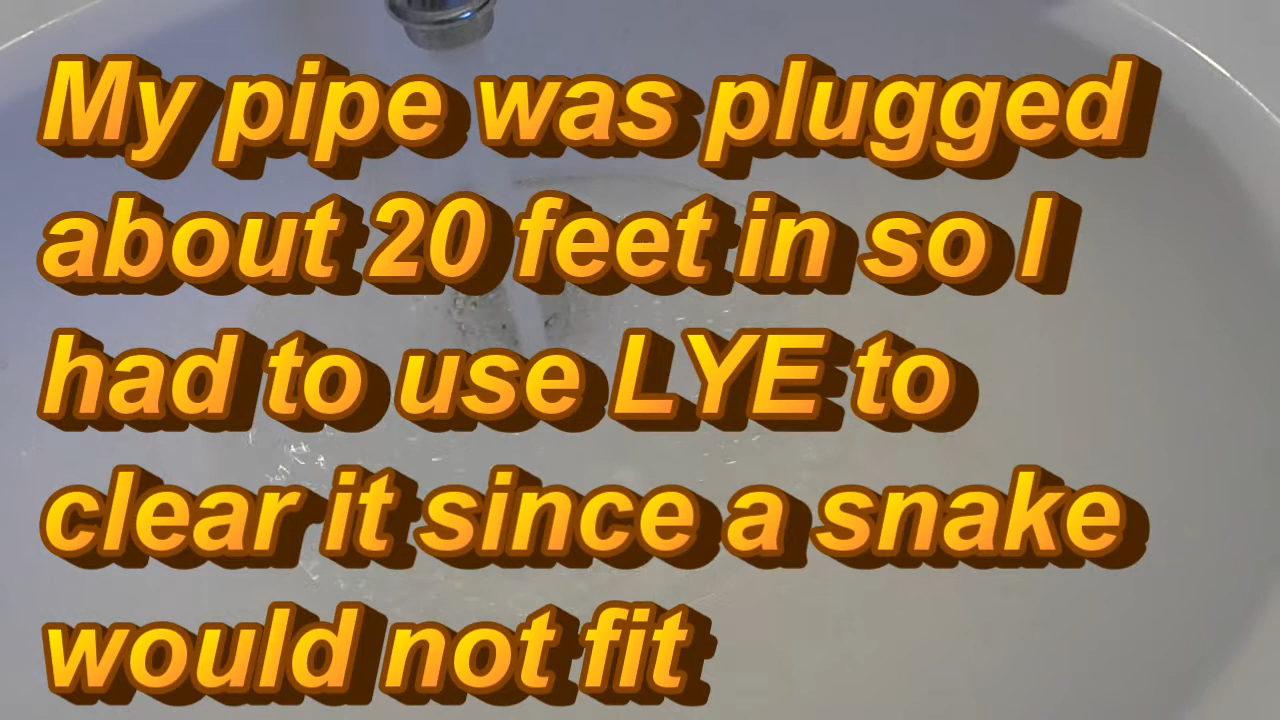 My pipe was plugged
about 20 feet in so I
had to use LYE to
clear it since a snake
would not fit